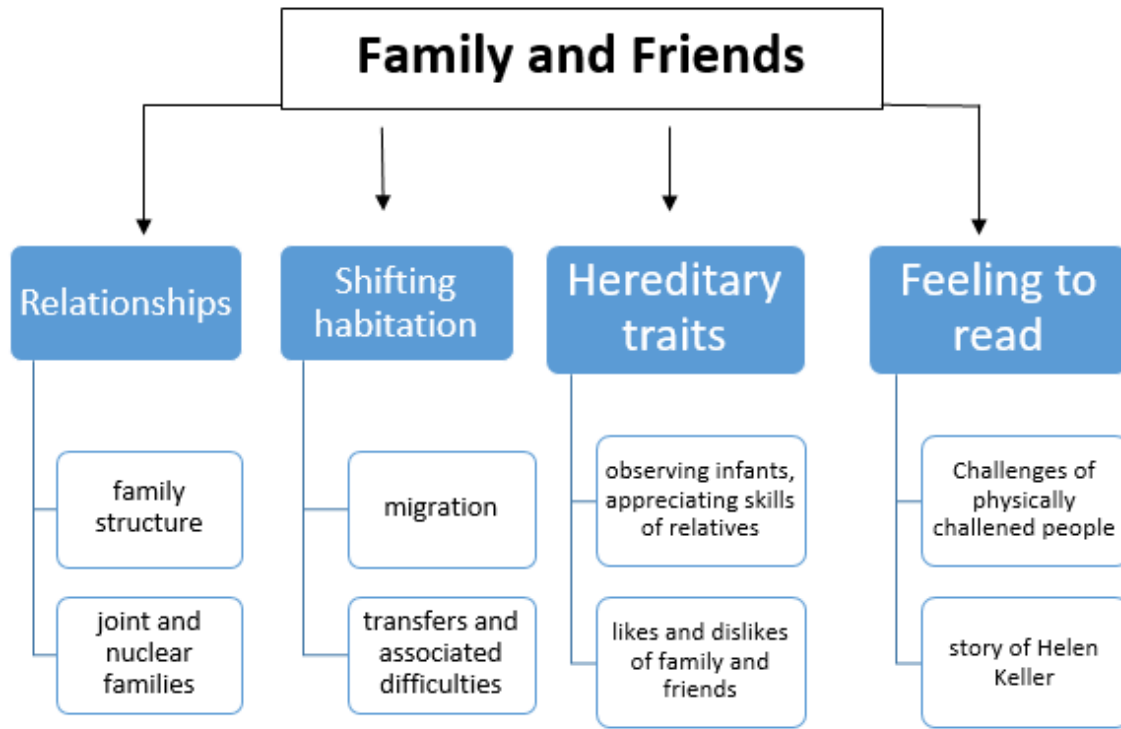 Family and Friends
Relationships
family
structure
joint and
nuclear
families
Shifting
habitation
migration
transfers and
associated
difficulties
Hereditary
traits
observing infants,
appreciating skills
of relatives
likes and dislikes
of family and
friends
Feeling to
read
Challenges of
physically
challened people
story of Helen
Keller